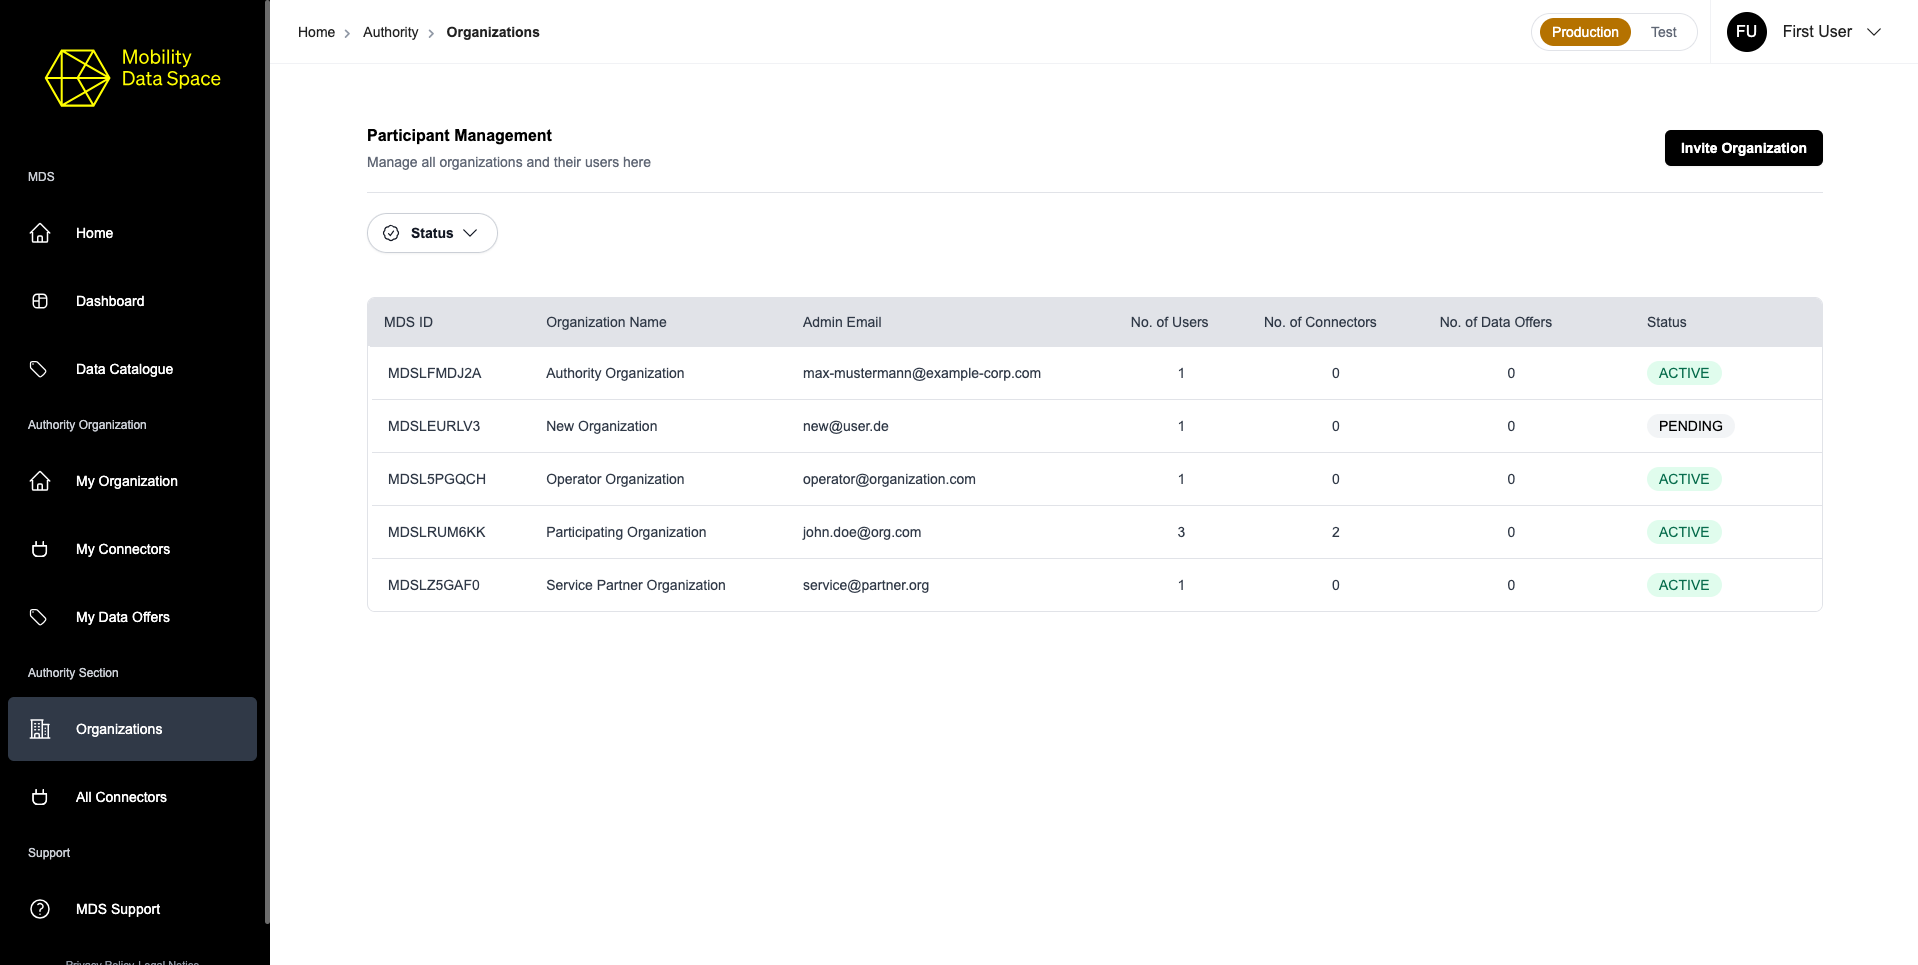 Mobility
Data Space
MDS
Home
Dashboard
Data Catalogue
Authority Organization
My Organization
My Connectors
My Data Offers
Authority Section
Organizations
All Connectors
Support
MDS Support
Privacy Policy Legal Notice
Home > Authority > Organizations
Production Test
FU First User
Participant Management
Manage all organizations and their users here
Invite Organization
Status
MDS ID Organization Name Admin Email No. of Users No. of Connectors No. of Data Offers Status
MDSLFMDJ2A Authority Organization max-mustermann@example-corp.com 1 0 0 ACTIVE
MDSLEURLV3 New Organization new@user.de 1 0 0 PENDING
MDSL5PGQCH Operator Organization operator@organization.com 1 0 0 ACTIVE
MDSLRUM6KK Participating Organization john.doe@org.com 3 2 0 ACTIVE
MDSLZ5GAF0 Service Partner Organization service@partner.org 1 0 0 ACTIVE